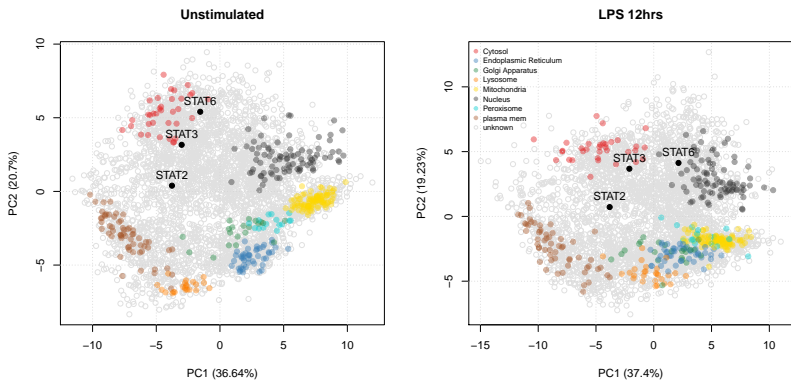 Unstimulated
10
5
0
−5
−10
−5
0
5
10
PC2 (20.7%)
PC1 (36.64%)
STAT6
STAT3
STAT2
LPS 12hrs
Cytosol
Endoplasmic Reticulum
Golgi Apparatus
Lysosome
Mitochondria
Nucleus
Peroxisome
plasma mem
unknown
10
5
0
−5
−15
−10
−5
0
5
10
PC2 (19.23%)
PC1 (37.4%)
STAT6
STAT3
STAT2